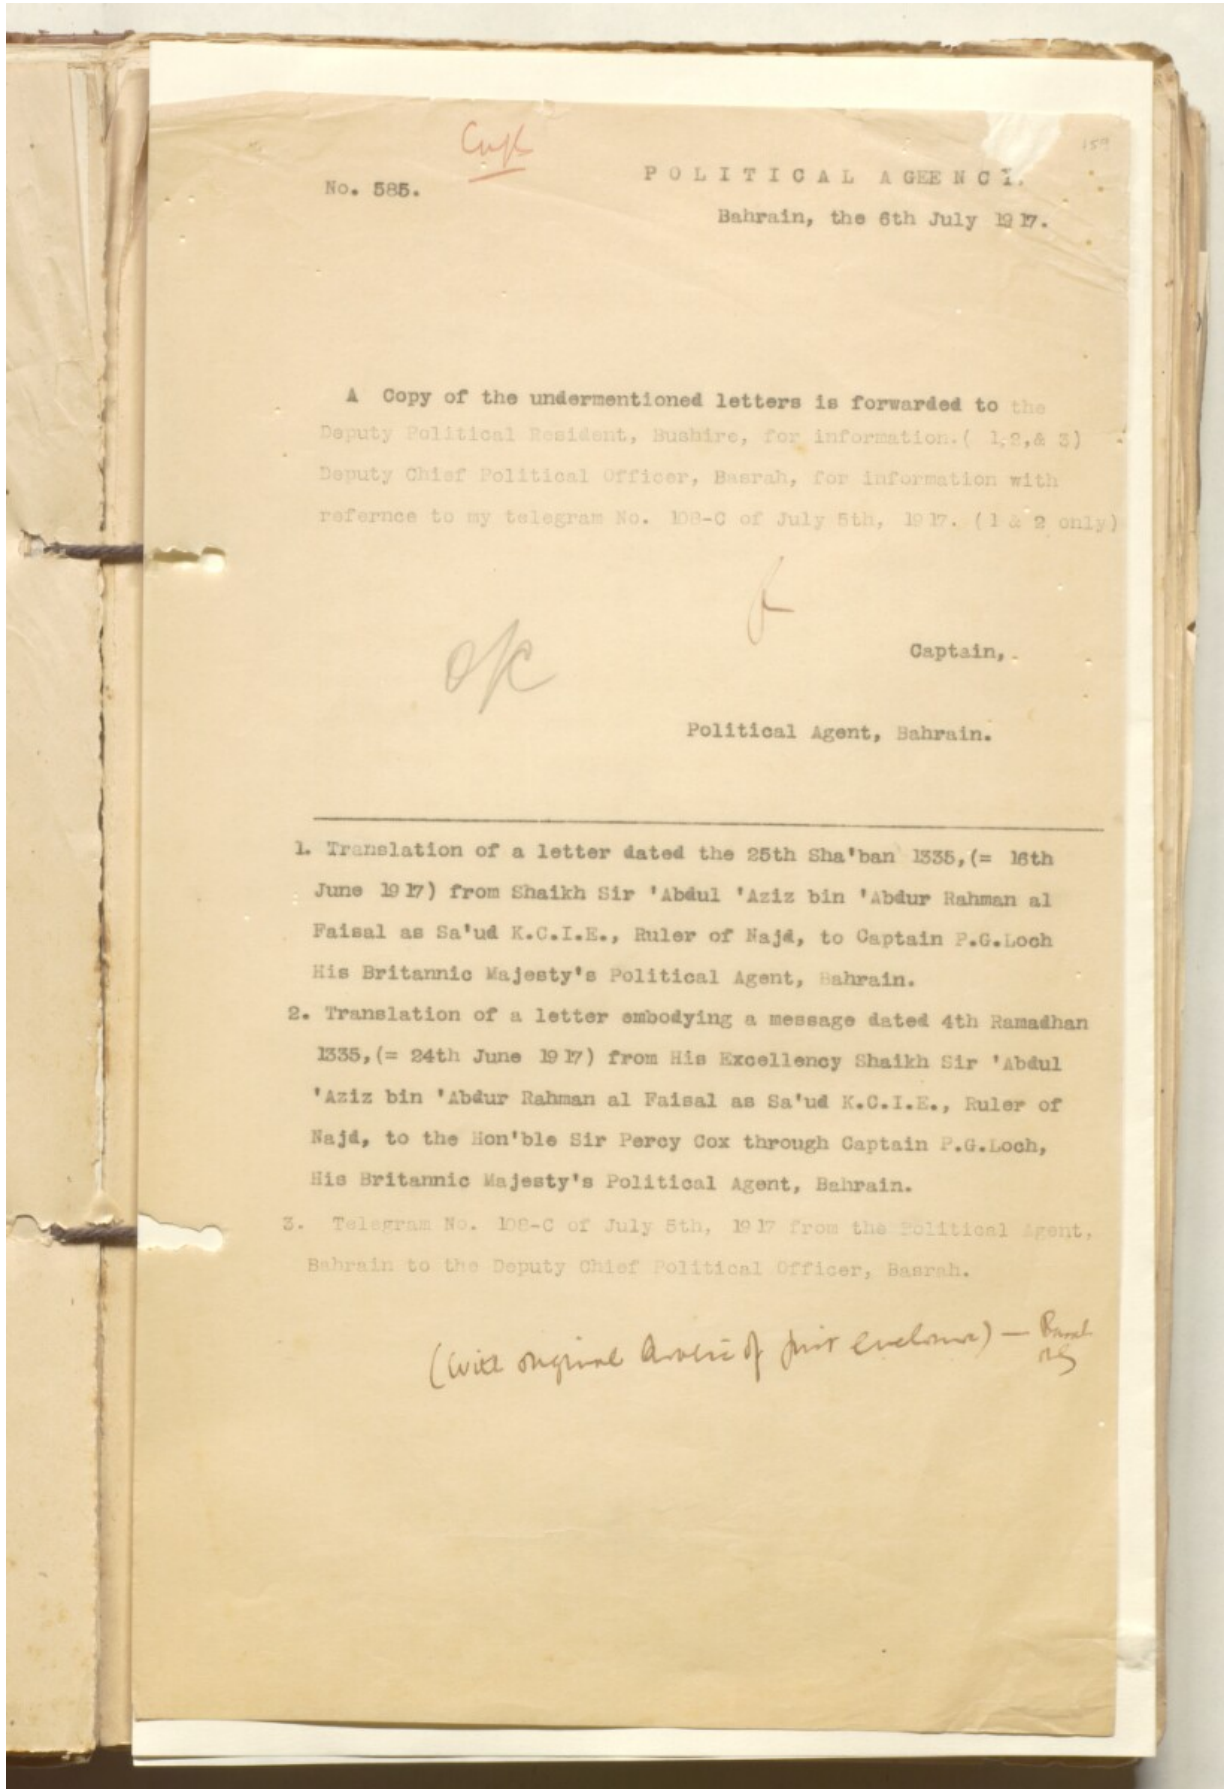 159
No. 585.
POLITICAL AGEENCY.
Bahrain, the 6th July 1917.
A Copy of the undermentioned letters is forwarded to the
Deputy Political Resident, Bushire, for information.( 1,2,& 3)
Deputy Chief Political Officer, Basrah, for information with
refernce to my telegram No. 108-C of July 5th, 1917. (1 & 2 only)
Captain,
Political Agent, Bahrain.
1. Translation of a letter dated the 25th Sha'ban 1335,(= 16th
June 1917) from Shaikh Sir 'Abdul 'Aziz bin 'Abdur Rahman al
Faisal as Sa'ud K.C.I.E., Ruler of Najd, to Captain P.G.Loch
His Britannic Majesty's Political Agent, Bahrain.
2. Translation of a letter embodying a message dated 4th Ramadhan
1335,(= 24th June 1917) from His Excellency Shaikh Sir 'Abdul
'Aziz bin 'Abdur Rahman al Faisal as Sa'ud K.C.I.E., Ruler of
Najd, to the Hon'ble Sir Percy Cox through Captain P.G.Loch,
His Britannic Majesty's Political Agent, Bahrain.
3. Telegram No. 108-C of July 5th, 1917 from the Political Agent,
Bahrain to the Deputy Chief Political Officer, Basrah.
(with original Arabic of first enclosure) —